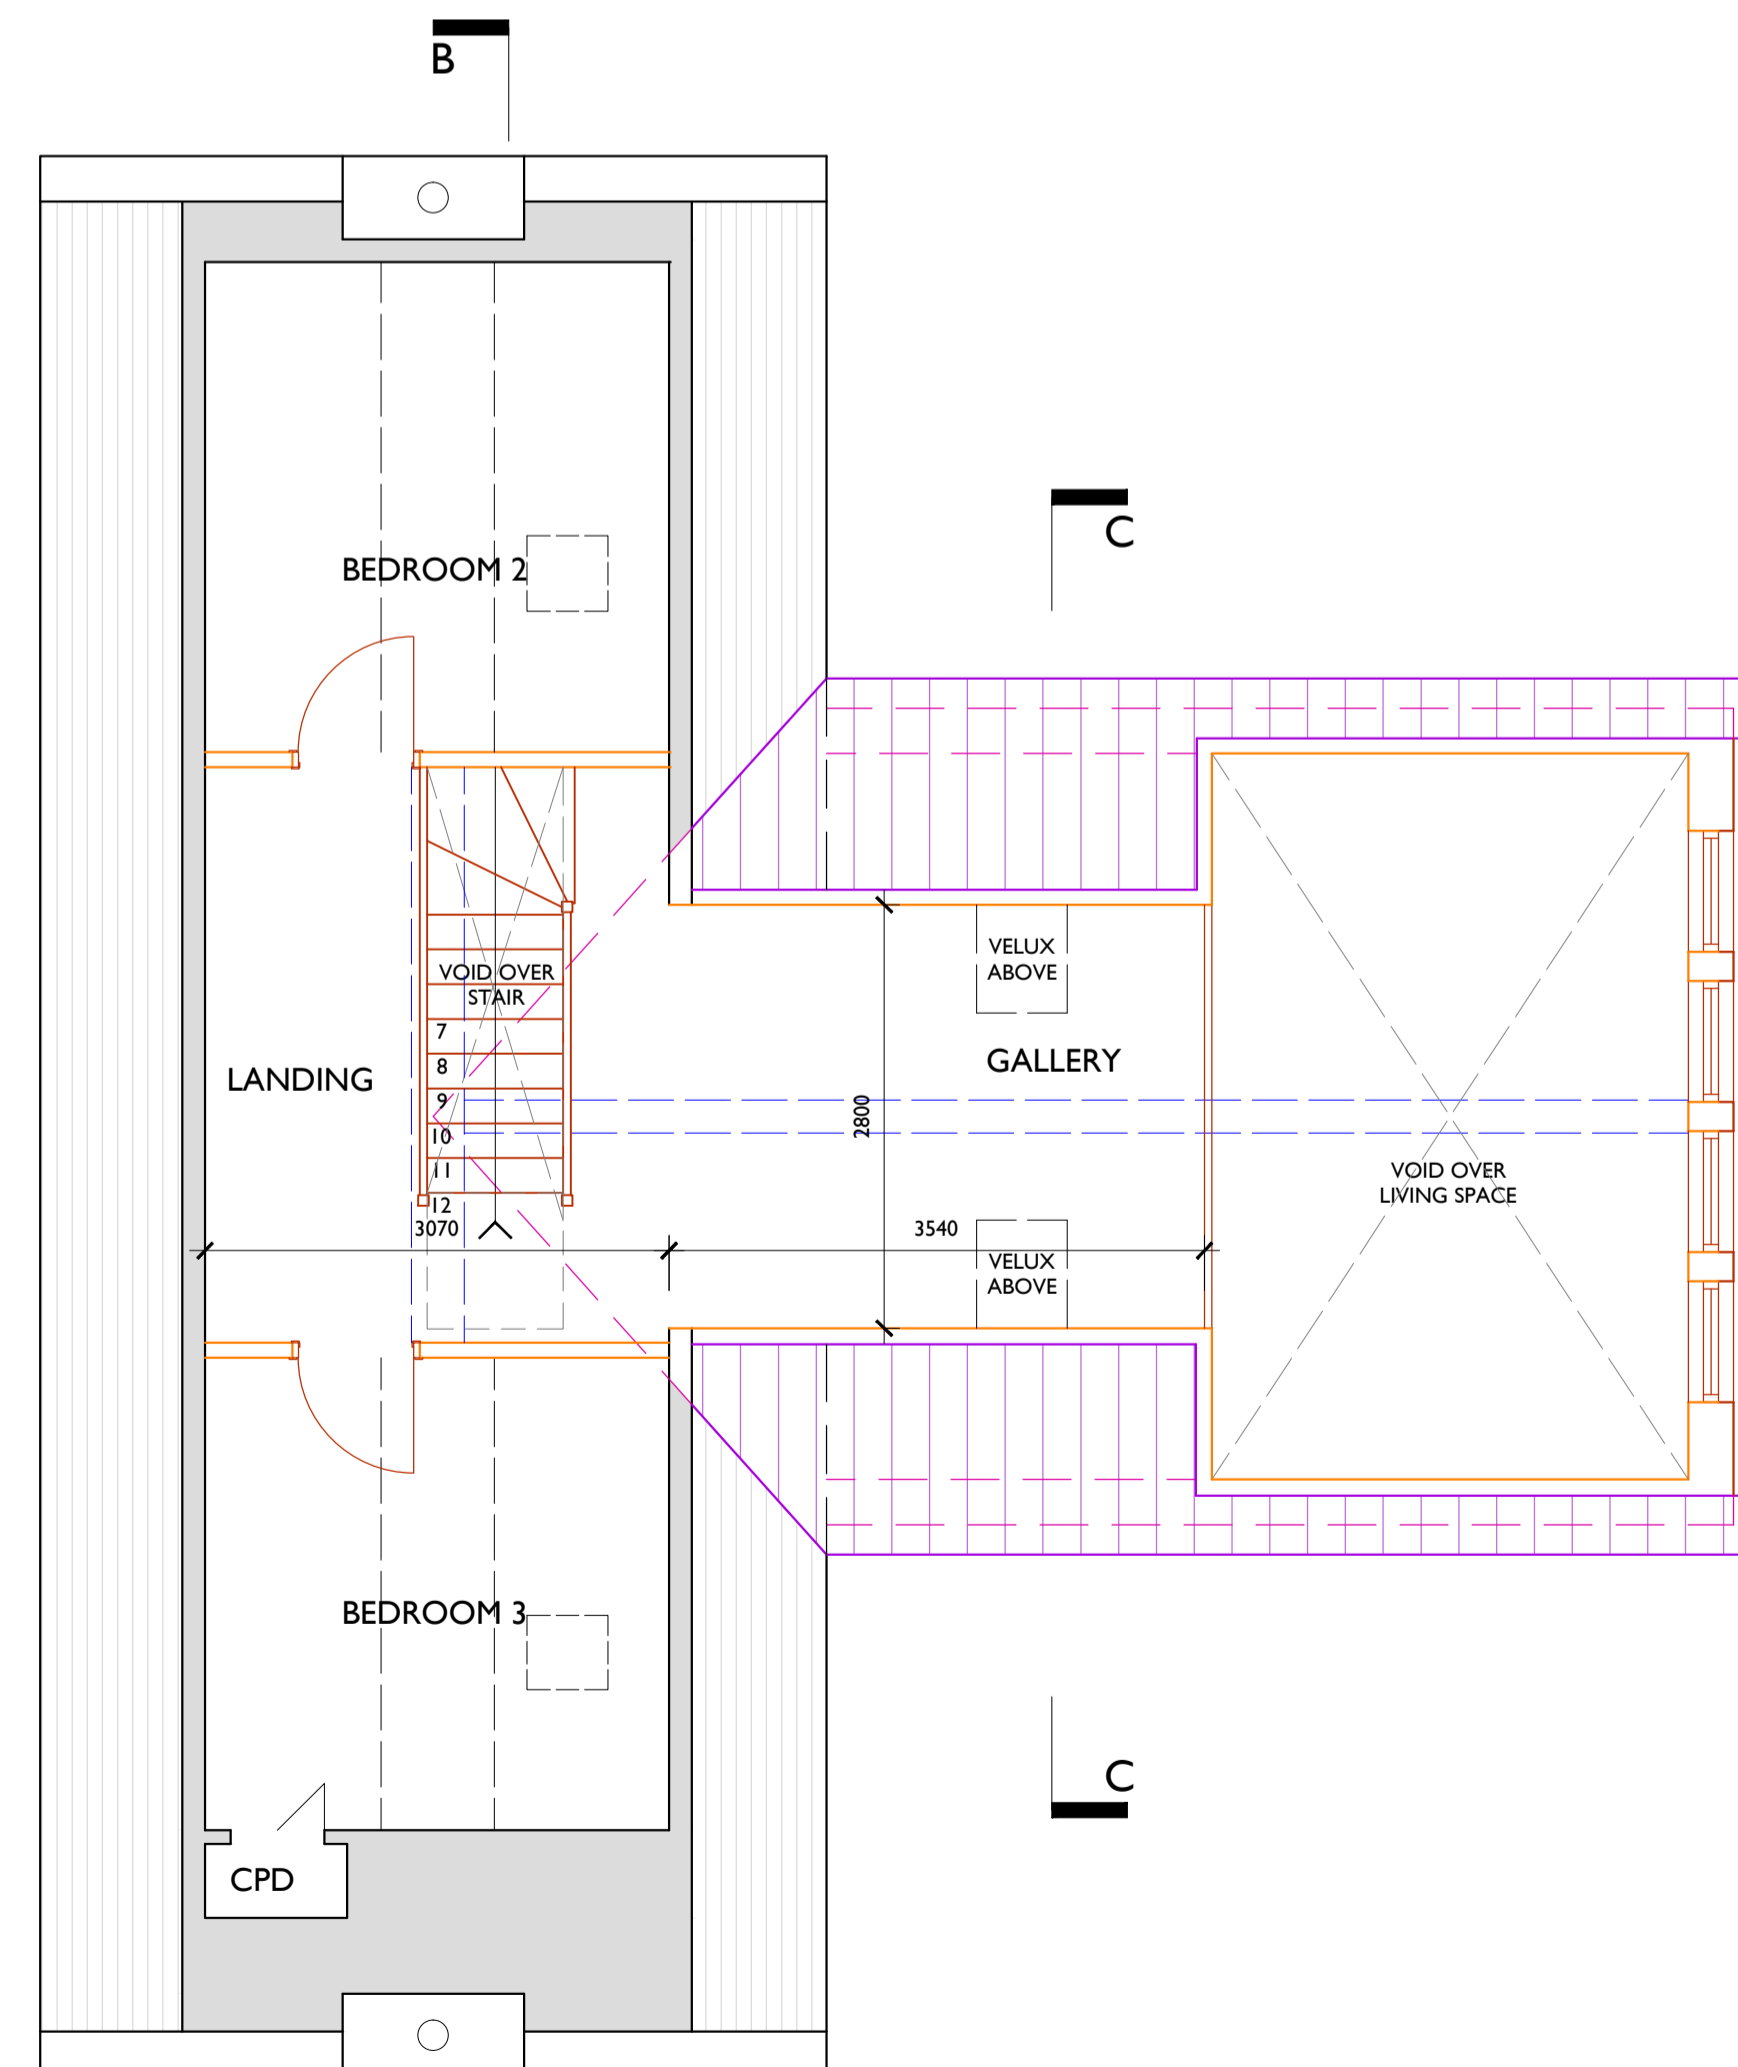 B
C
BEDROOM 2
VELUX
ABOVE
VOID OVER
STAIR
7
8
9
10
11
12
LANDING
GALLERY
2800
VOID OVER
LIVING SPACE
3070
3540
VELUX
ABOVE
BEDROOM 3
C
CPD